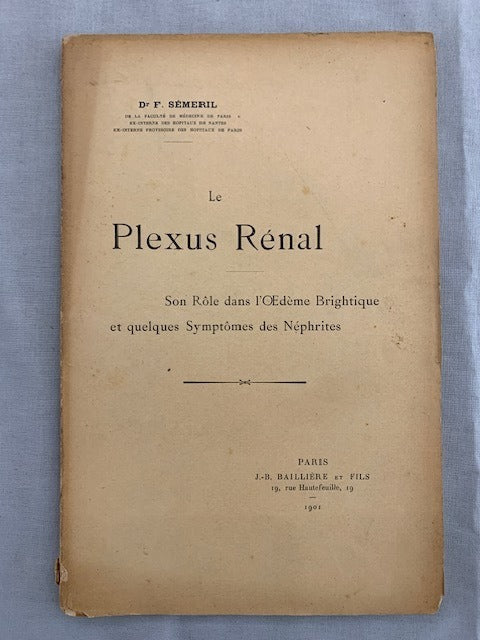 Dr F. SÉMERIL
DE LA FACULTÉ DE MÉDECINE DE PARIS
EX-INTERNE DES HOPITAUX DE NANTES
EX-INTERNE PROVISOIRE DES HOPITAUX DE PARIS
Le
Plexus Rénal
Son Rôle dans l'Œdème Brightique
et quelques Symptômes des Néphrites
PARIS
J.-B. BAILLIÈRE ET FILS
19, rue Hautefeuille, 19
1901